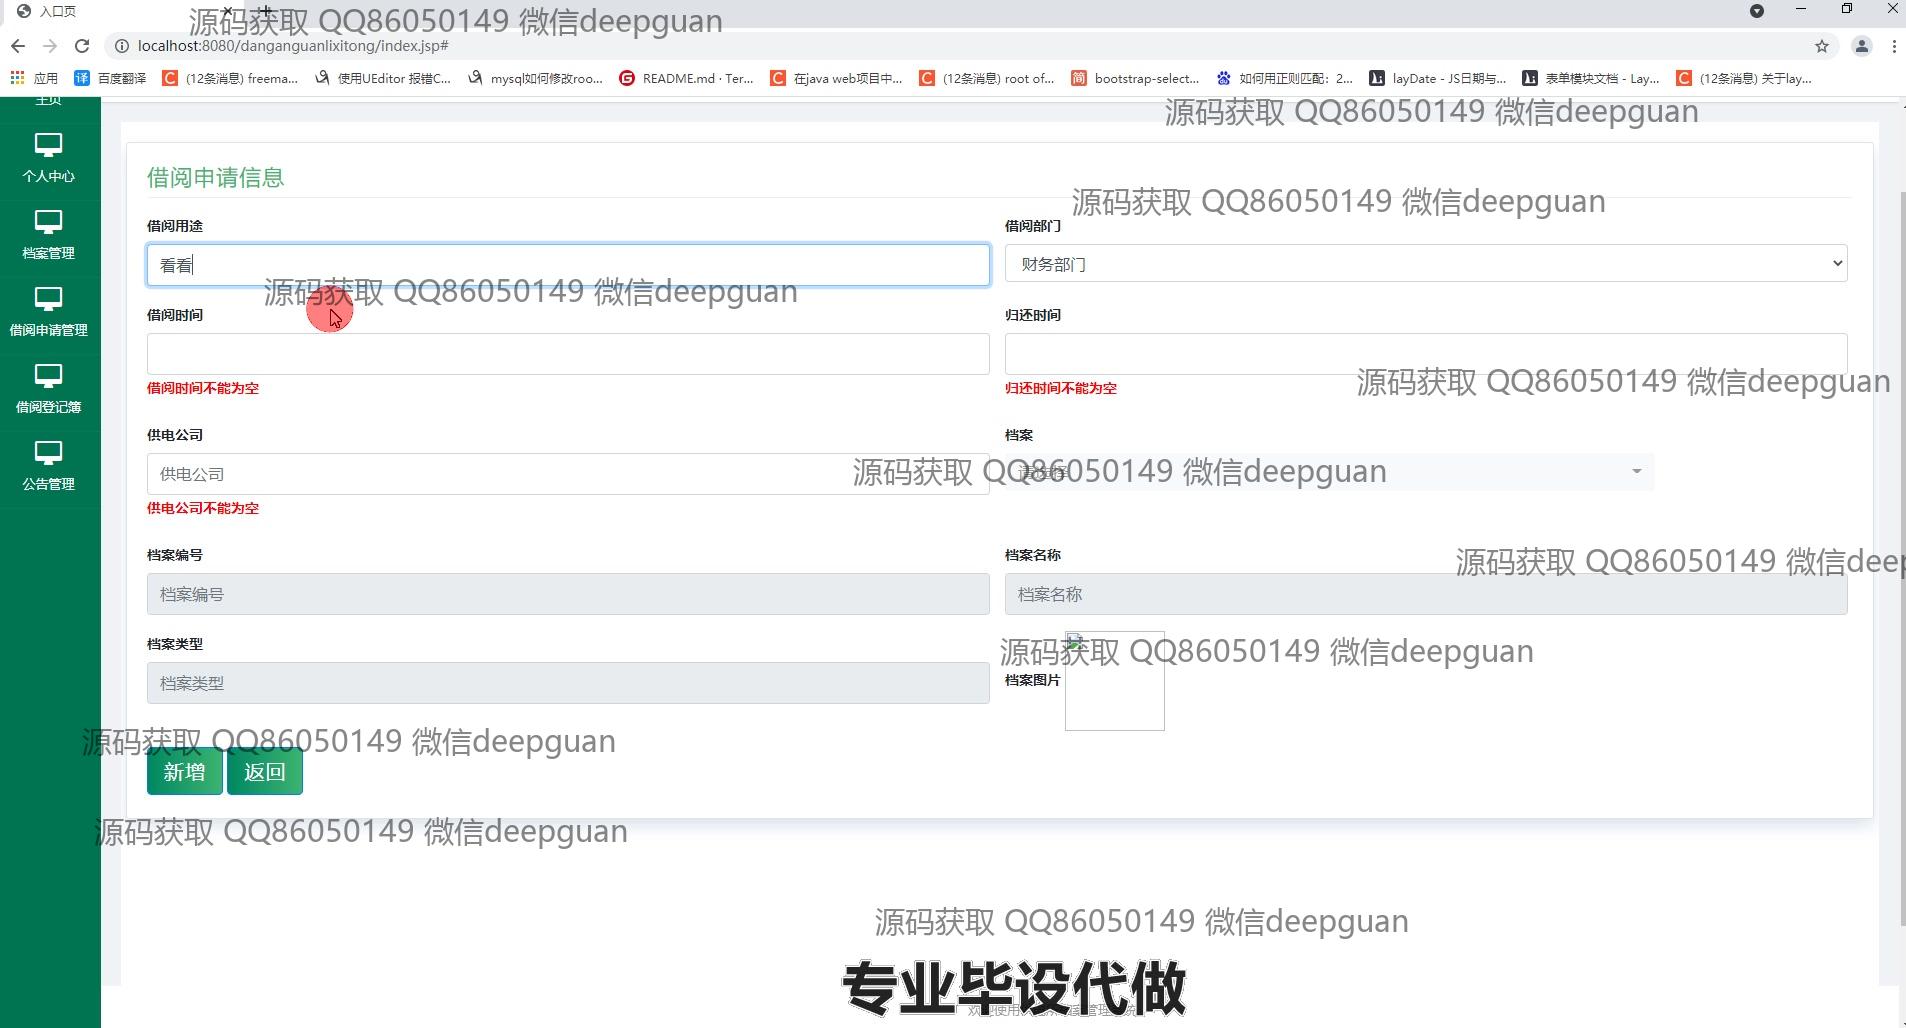 入口页
源码获取 QQ86050149 微信deepguan
localhost:8080/danganguanlixitong/index.jsp#
应用
百度翻译
(12条消息) freema...
使用UEditor 报错C...
mysql如何修改roo...
README.md · Ter...
在java web项目中...
(12条消息) root of...
bootstrap-select...
如何用正则匹配：2...
layDate - JS日期与...
表单模块文档 - Lay...
(12条消息) 关于lay...
主页
源码获取 QQ86050149 微信deepguan
个人中心
借阅申请信息
源码获取 QQ86050149 微信deepguan
借阅用途
借阅部门
档案管理
看看
财务部门
源码获取 QQ86050149 微信deepguan
借阅时间
归还时间
借阅申请管理
借阅时间不能为空
归还时间不能为空
源码获取 QQ86050149 微信deepguan
借阅登记簿
供电公司
档案
供电公司
请选择
源码获取 QQ86050149 微信deepguan
公告管理
供电公司不能为空
档案编号
档案名称
源码获取 QQ86050149 微信deep
档案编号
档案名称
档案类型
源码获取 QQ86050149 微信deepguan
档案类型
档案图片
源码获取 QQ86050149 微信deepguan
新增
返回
源码获取 QQ86050149 微信deepguan
源码获取 QQ86050149 微信deepguan
专业毕设代做